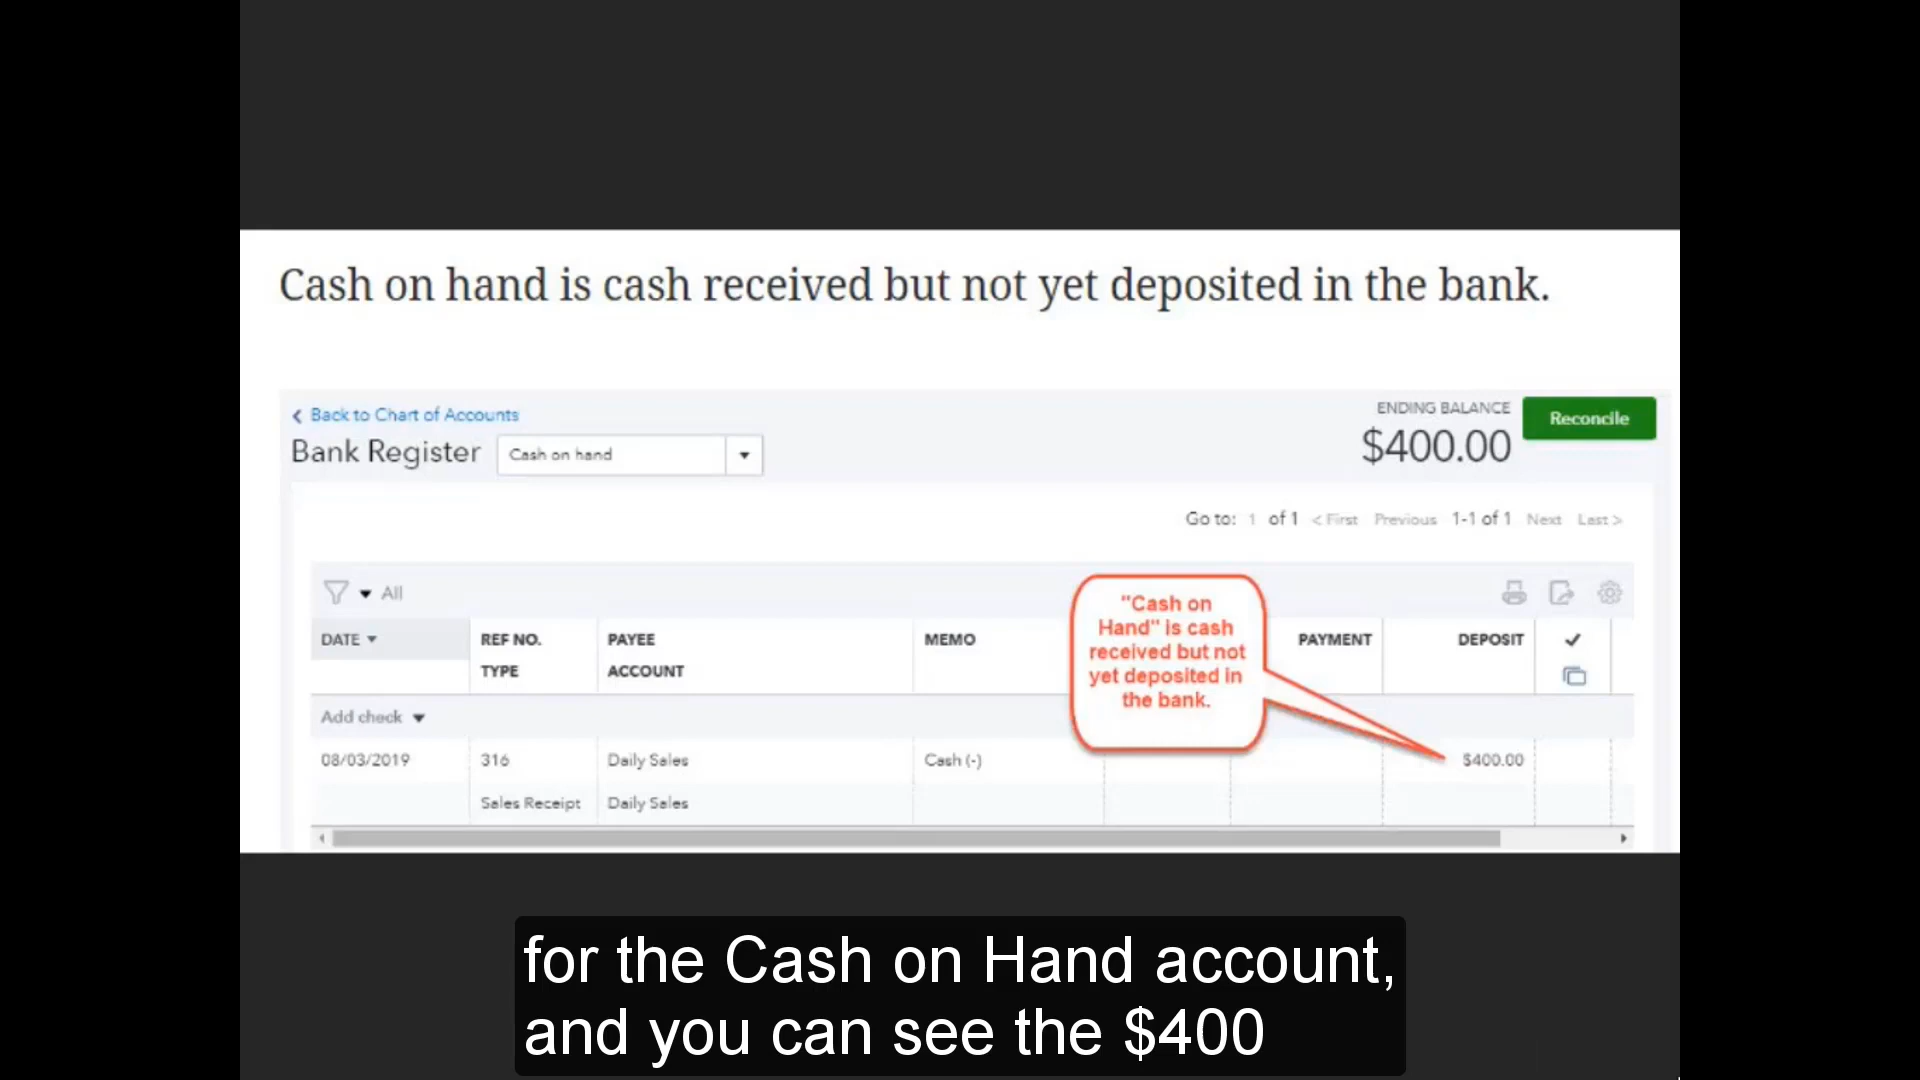 Cash on hand is cash received but not yet deposited in the bank.
Back to Chart of Accounts
ENDING BALANCE
Reconcile
Bank Register
Cash on hand
$400.00
Go to: 1 of 1 < First Previous 1-1 of 1 Next Last >
All
"Cash on
Hand" is cash
received but not
yet deposited in
the bank.
DATE
REF NO.
PAYEE
MEMO
PAYMENT
DEPOSIT
TYPE
ACCOUNT
Add check
08/03/2019
316
Daily Sales
Cash (-)
$400.00
Sales Receipt
Daily Sales
for the Cash on Hand account,
and you can see the $400